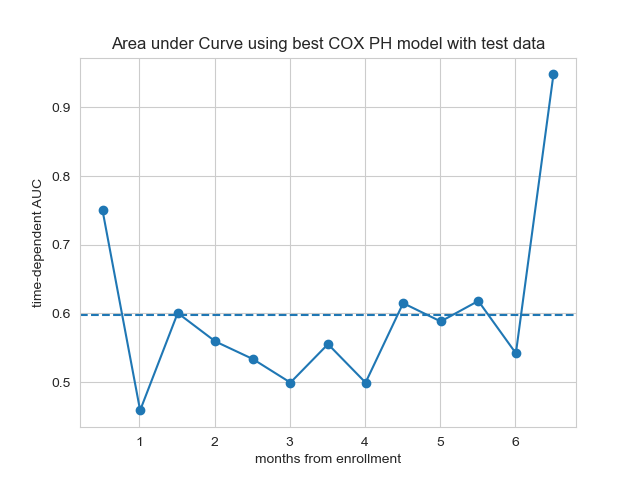 Area under Curve using best COX PH model with test data
time-dependent AUC
0.9
0.8
0.7
0.6
0.5
1 2 3 4 5 6
months from enrollment